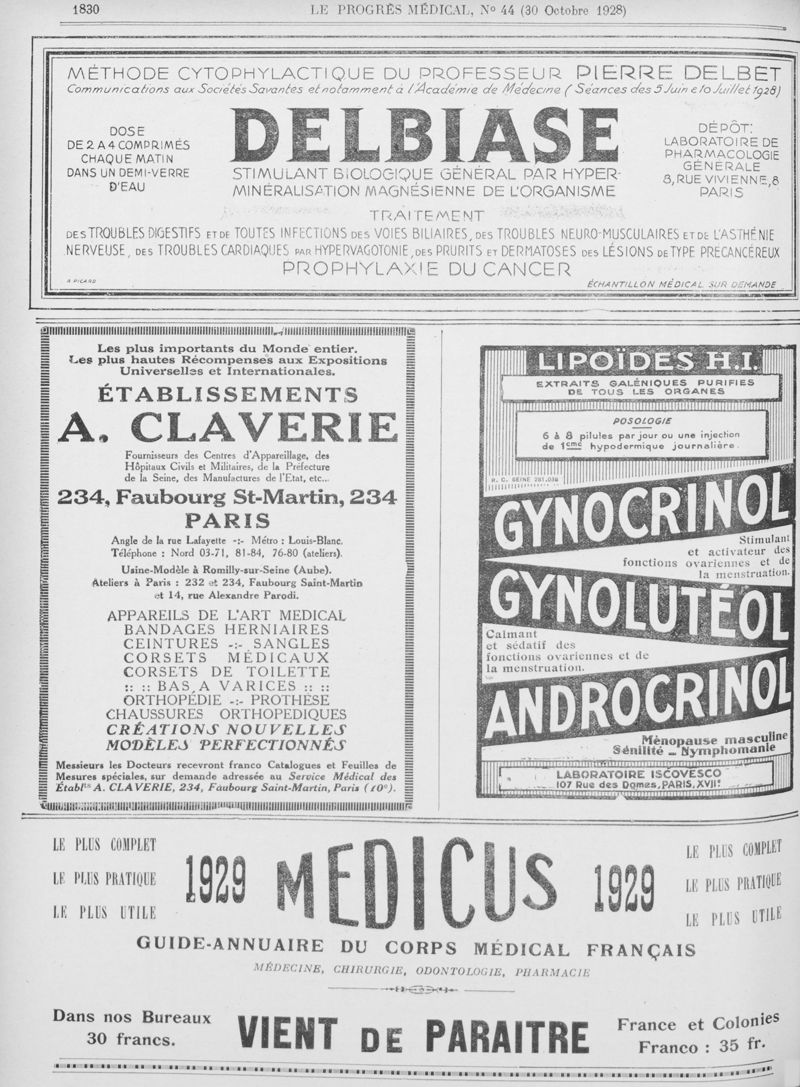 1830
LE PROGRÈS MÉDICAL, No 44 (30 Octobre 1928)
MÉTHODE CYTOPHYLACTIQUE DU PROFESSEUR PIERRE DELBET
Communications aux Sociétés Savantes et notamment à l'Académie de Médecine (Séances des 5 Juin et 10 Juillet 1928)
DOSE
DE 2 A 4 COMPRIMÉS
CHAQUE MATIN
DANS UN DEMI-VERRE
D'EAU
DELBIASE
STIMULANT BIOLOGIQUE GÉNÉRAL PAR HYPER-
MINÉRALISATION MAGNÉSIENNE DE L'ORGANISME
DÉPÔT:
LABORATOIRE DE
PHARMACOLOGIE
GÉNÉRALE
8, RUE VIVIENNE, 8
PARIS
TRAITEMENT
DES TROUBLES DIGESTIFS ET DE TOUTES INFECTIONS DES VOIES BILIAIRES, DES TROUBLES NEURO-MUSCULAIRES ET DE L'ASTHÉNIE
NERVEUSE, DES TROUBLES CARDIAQUES PAR HYPERVAGOTONIE, DES PRURITS ET DERMATOSES DES LÉSIONS DE TYPE PRÉCANCÉREUX
PROPHYLAXIE DU CANCER
R PICARD
ÉCHANTILLON MÉDICAL SUR DEMANDE
Les plus importants du Monde entier.
Les plus hautes Récompenses aux Expositions
Universelles et Internationales.
ÉTABLISSEMENTS
A. CLAVERIE
Fournisseurs des Centres d'Appareillage, des
Hôpitaux Civils et Militaires, de la Préfecture
de la Seine, des Manufactures de l'Etat, etc...
234, Faubourg St-Martin, 234
PARIS
Angle de la rue Lafayette -:- Métro : Louis-Blanc.
Téléphone : Nord 03-71, 81-84, 76-80 (ateliers).
Usine-Modèle à Romilly-sur-Seine (Aube).
Ateliers à Paris : 232 et 234, Faubourg Saint-Martin
et 14, rue Alexandre Parodi.
APPAREILS DE L'ART MEDICAL
BANDAGES HERNIAIRES
CEINTURES -:- SANGLES
CORSETS MÉDICAUX
CORSETS DE TOILETTE
:: :: BAS A VARICES :: ::
ORTHOPÉDIE -:- PROTHÈSE
CHAUSSURES ORTHOPEDIQUES
CRÉATIONS NOUVELLES
MODÈLES PERFECTIONNÉS
Messieurs les Docteurs recevront franco Catalogues et Feuilles de
Mesures spéciales, sur demande adressée au Service Médical des
Établts A. CLAVERIE, 234, Faubourg Saint-Martin, Paris (10e).
LIPOÏDES H.I.
EXTRAITS GALÉNIQUES PURIFIÉS
DE TOUS LES ORGANES
POSOLOGIE
6 à 8 pilules par jour ou une injection
de 1cmc hypodermique journalière.
R. C. SEINE 281.036
GYNOCRINOL
Stimulant
et activateur des
fonctions ovariennes et de
la menstruation.
GYNOLUTÉOL
Calmant
et sédatif des
fonctions ovariennes et de
la menstruation.
ANDROCRINOL
Ménopause masculine
Sénilité - Nymphomanie
LABORATOIRE ISCOVESCO
107 Rue des Dames, PARIS, XVIIe
LE PLUS COMPLET
LE PLUS PRATIQUE
LE PLUS UTILE
1929 MEDICUS 1929
LE PLUS COMPLET
LE PLUS PRATIQUE
LE PLUS UTILE
GUIDE-ANNUAIRE DU CORPS MÉDICAL FRANÇAIS
MÉDECINE, CHIRURGIE, ODONTOLOGIE, PHARMACIE
Dans nos Bureaux
30 francs.
VIENT DE PARAITRE
France et Colonies
Franco : 35 fr.